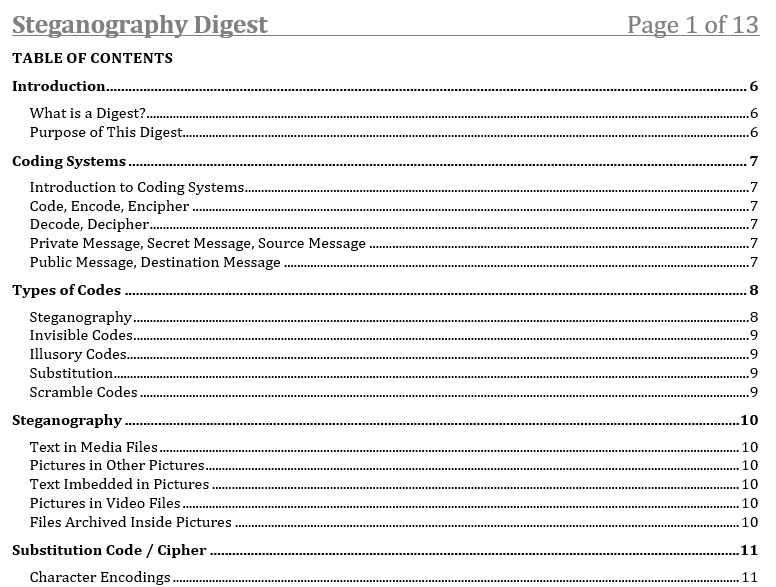 Steganography Digest Page 1 of 13
TABLE OF CONTENTS
Introduction 6
What is a Digest? 6
Purpose of This Digest 6
Coding Systems 7
Introduction to Coding Systems 7
Code, Encode, Encipher 7
Decode, Decipher 7
Private Message, Secret Message, Source Message 7
Public Message, Destination Message 7
Types of Codes 8
Steganography 8
Invisible Codes 9
Illusory Codes 9
Substitution 9
Scramble Codes 9
Steganography 10
Text in Media Files 10
Pictures in Other Pictures 10
Text Imbedded in Pictures 10
Pictures in Video Files 10
Files Archived Inside Pictures 10
Substitution Code / Cipher 11
Character Encodings 11